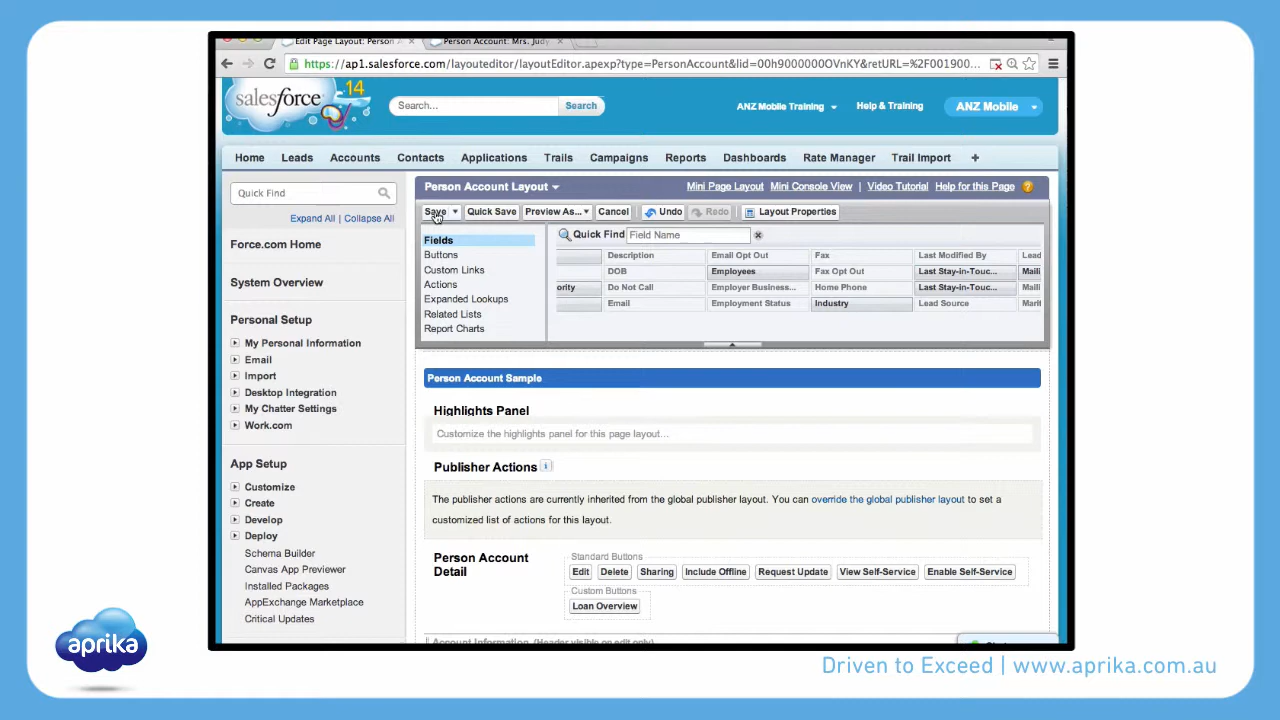 Edit Page Layout: Person A
Person Account: Mrs. Judy
https://ap1.salesforce.com/layouteditor/layoutEditor.apexp?type=PersonAccount&lid=00h9000000OVnKY&retURL=%2F001900...
salesforce
14
Search...
Search
ANZ Mobile Training
Help & Training
ANZ Mobile
Home Leads Accounts Contacts Applications Trails Campaigns Reports Dashboards Rate Manager Trail Import +
Quick Find
Expand All | Collapse All
Force.com Home
System Overview
Personal Setup
My Personal Information
Email
Import
Desktop Integration
My Chatter Settings
Work.com
App Setup
Customize
Create
Develop
Deploy
Schema Builder
Canvas App Previewer
Installed Packages
AppExchange Marketplace
Critical Updates
Person Account Layout
Mini Page Layout Mini Console View | Video Tutorial Help for this Page ?
Save Quick Save Preview As... Cancel Undo Redo Layout Properties
Fields
Buttons
Custom Links
Actions
Expanded Lookups
Related Lists
Report Charts
Quick Find Field Name
Description Email Opt Out Fax Last Modified By Lead
DOB Employees Fax Opt Out Last Stay-in-Touc... Maili
ority Do Not Call Employer Business... Home Phone Last Stay-in-Touc...
Email Employment Status Industry Lead Source
Person Account Sample
Highlights Panel
Customize the highlights panel for this page layout...
Publisher Actions i
The publisher actions are currently inherited from the global publisher layout. You can override the global publisher layout to set a
customized list of actions for this layout.
Person Account
Detail
Standard Buttons
Edit Delete Sharing Include Offline Request Update View Self-Service Enable Self-Service
Custom Buttons
Loan Overview
Account Information (Header visible on edit only)
aprika
Driven to Exceed | www.aprika.com.au